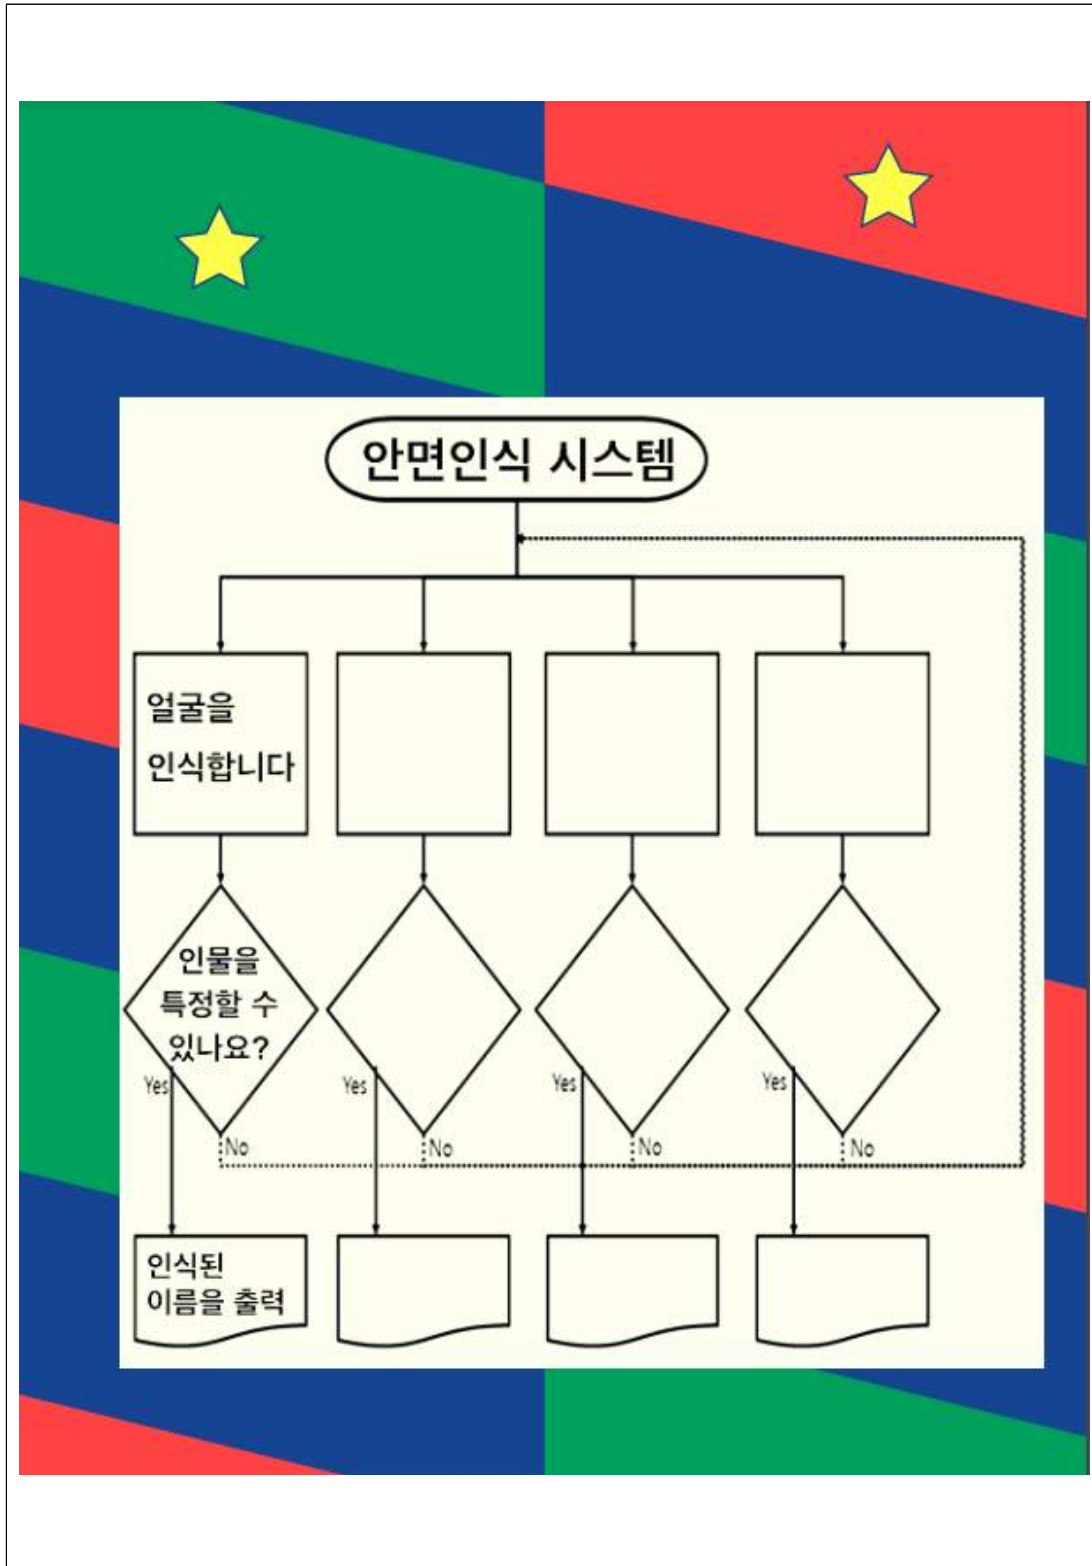 안면인식 시스템
얼굴을
인식합니다
인물을
특정할 수
있나요?
Yes
Yes
Yes
Yes
No
No
No
No
인식된
이름을 출력